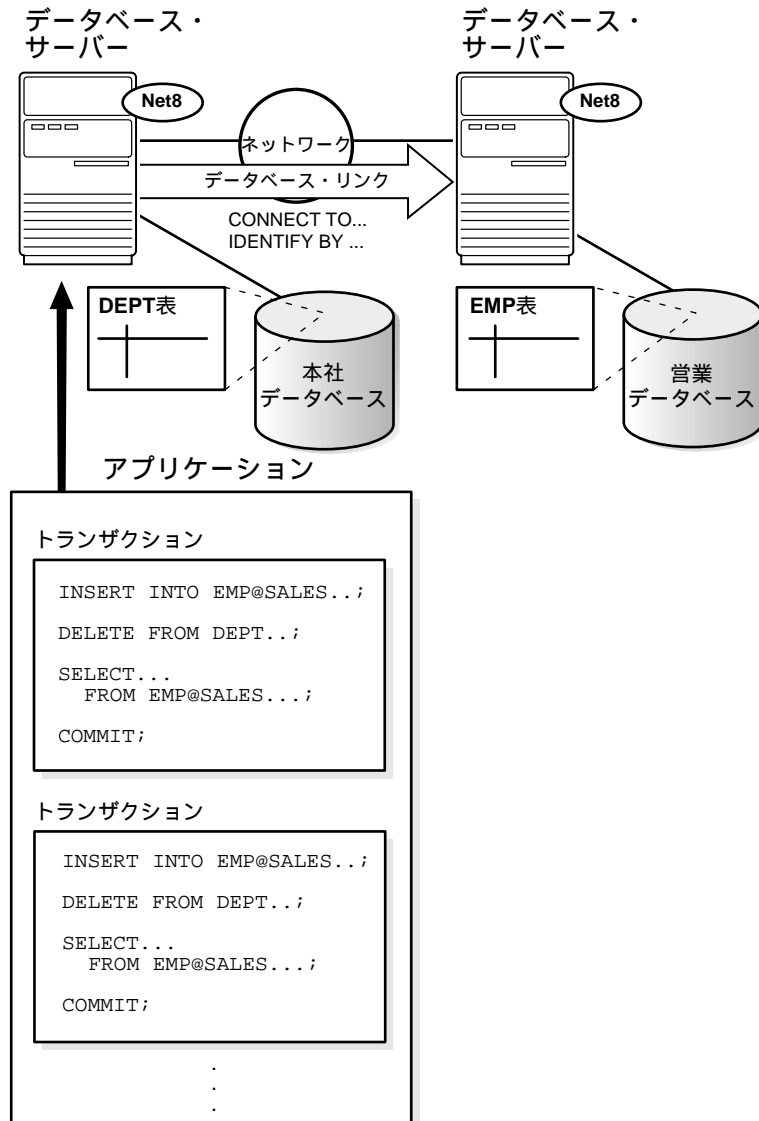 データベース・
サーバー
データベース・
サーバー
Net8
Net8
ネットワーク
データベース・リンク
CONNECT TO...
IDENTIFY BY ...
DEPT表
本社
データベース
EMP表
営業
データベース
アプリケーション
トランザクション
INSERT INTO EMP@SALES..;
DELETE FROM DEPT..;
SELECT...
FROM EMP@SALES...;
COMMIT;
トランザクション
INSERT INTO EMP@SALES..;
DELETE FROM DEPT..;
SELECT...
FROM EMP@SALES...;
COMMIT;
.
.
.